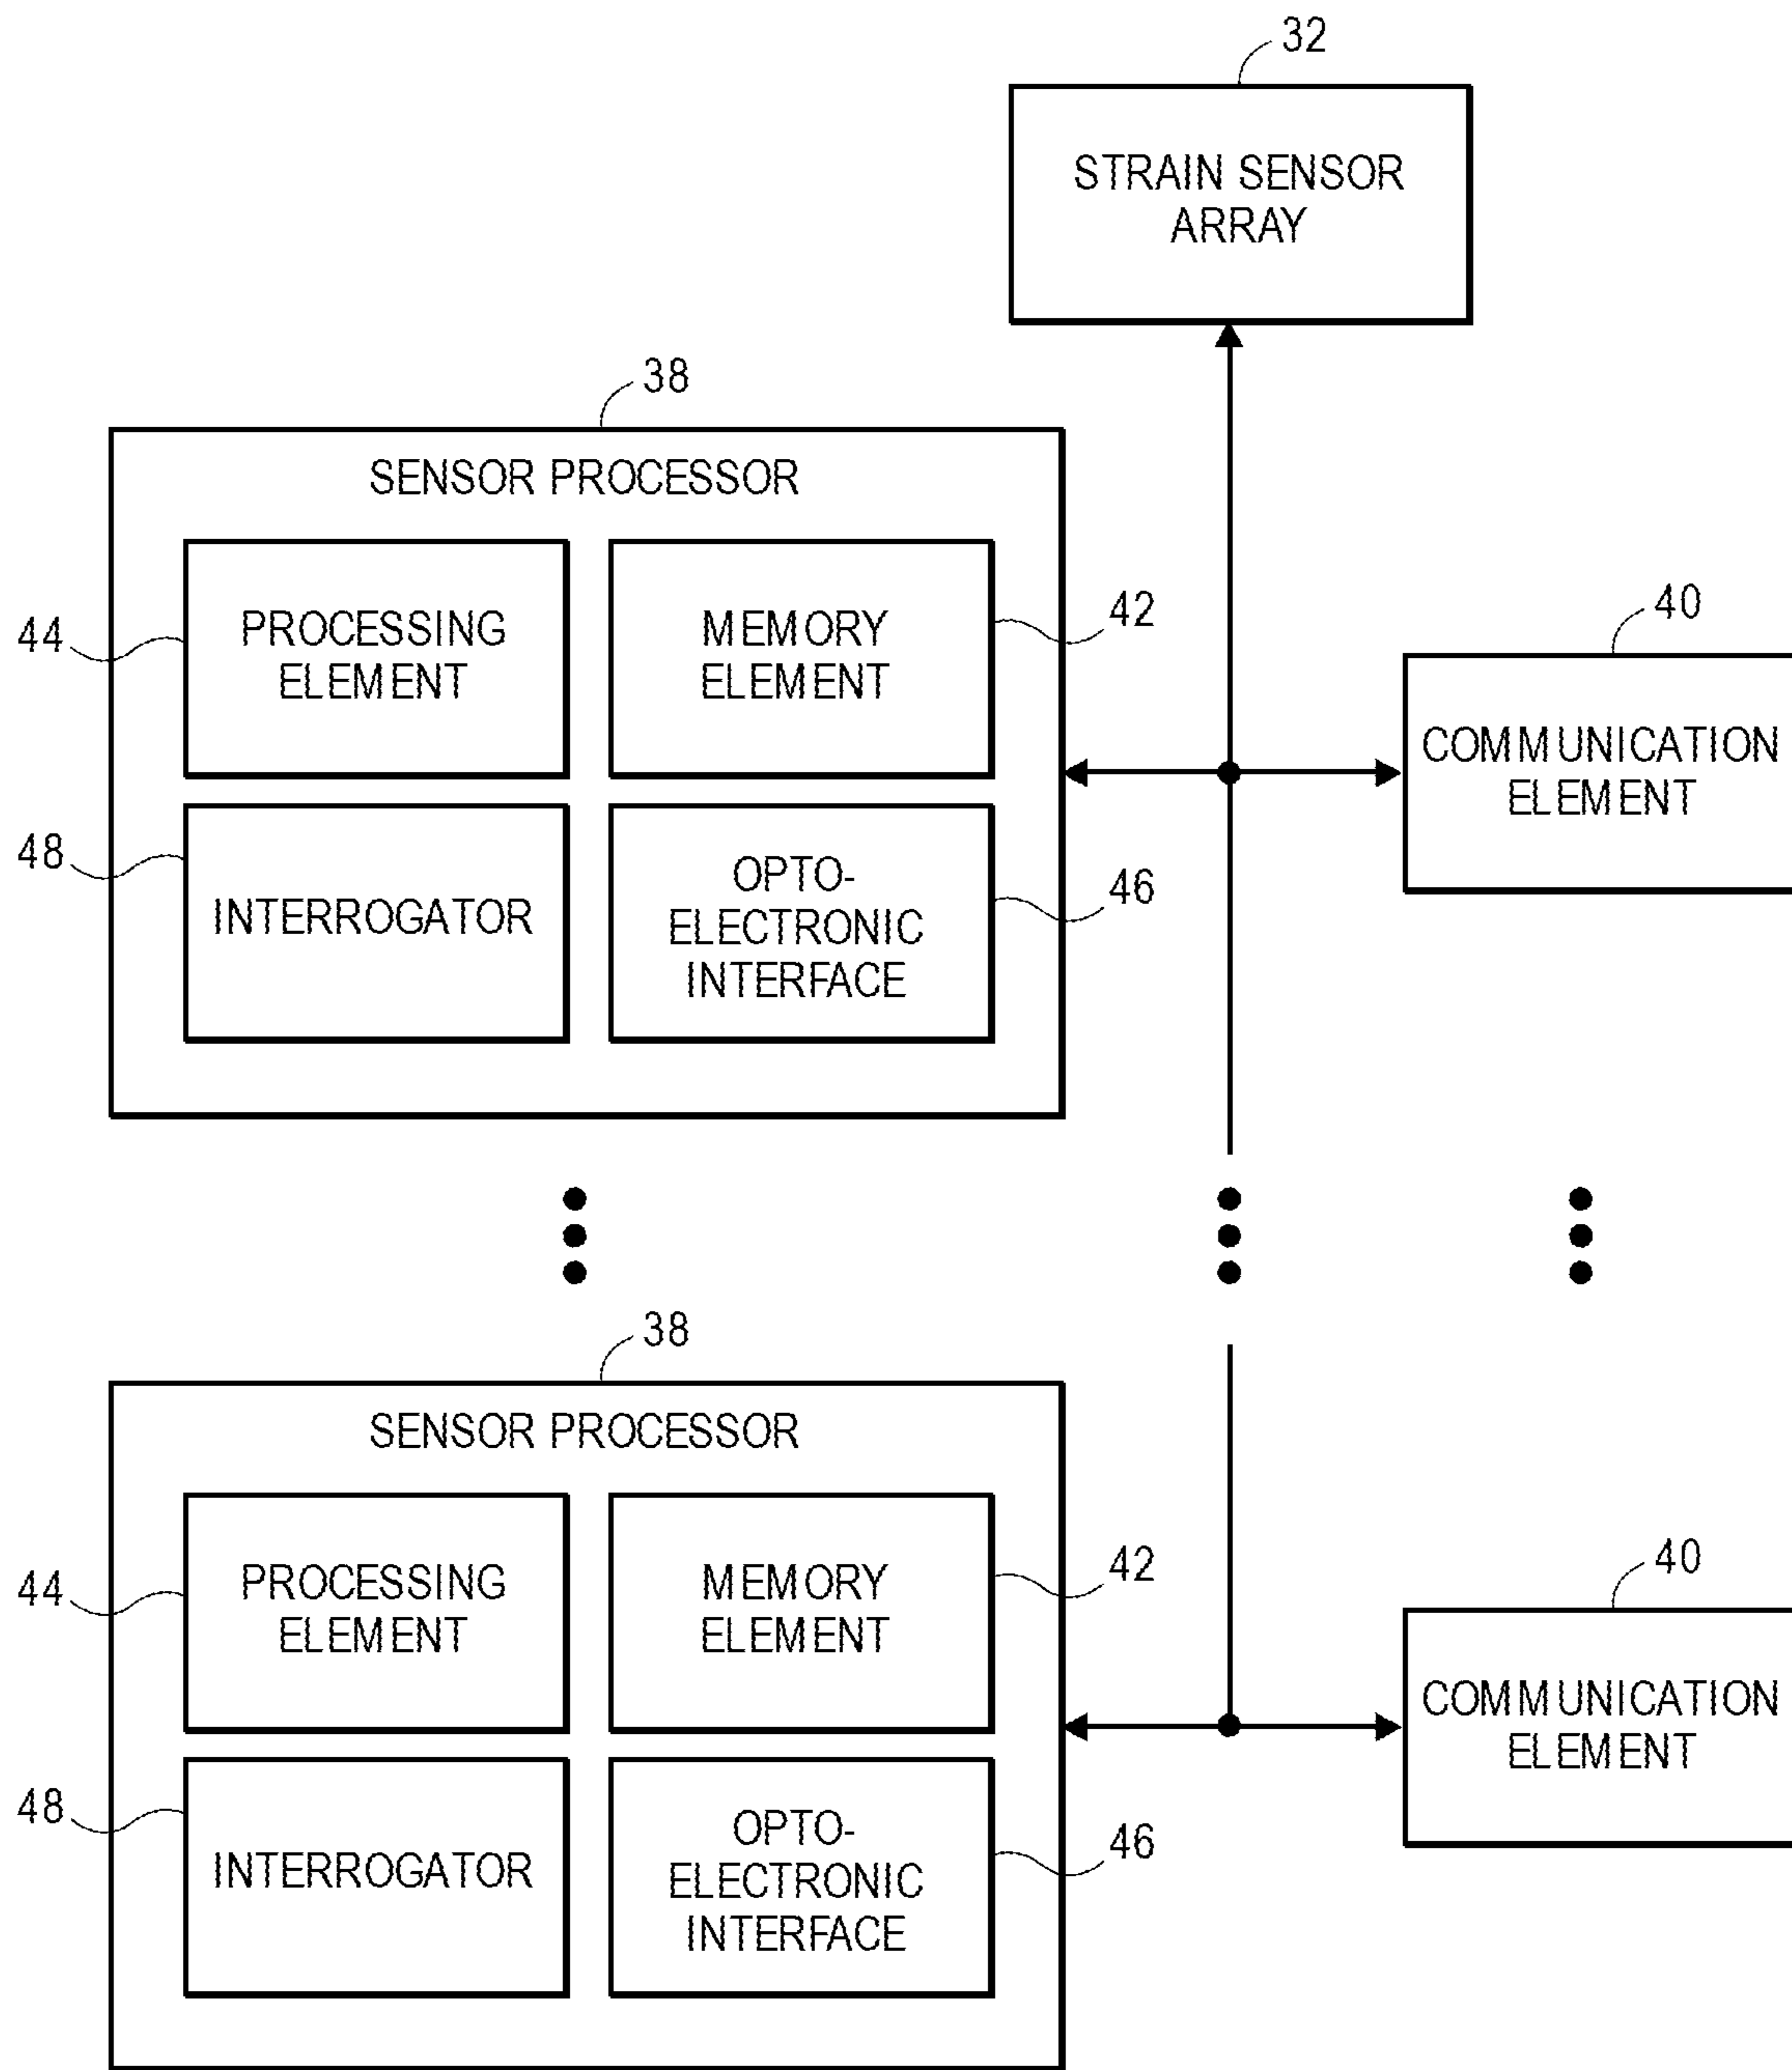 32
STRAIN SENSOR
ARRAY
38
SENSOR PROCESSOR
44
PROCESSING
ELEMENT
MEMORY
ELEMENT
42
40
COMMUNICATION
ELEMENT
48
INTERROGATOR
OPTO-
ELECTRONIC
INTERFACE
46
38
SENSOR PROCESSOR
44
PROCESSING
ELEMENT
MEMORY
ELEMENT
42
40
COMMUNICATION
ELEMENT
48
INTERROGATOR
OPTO-
ELECTRONIC
INTERFACE
46